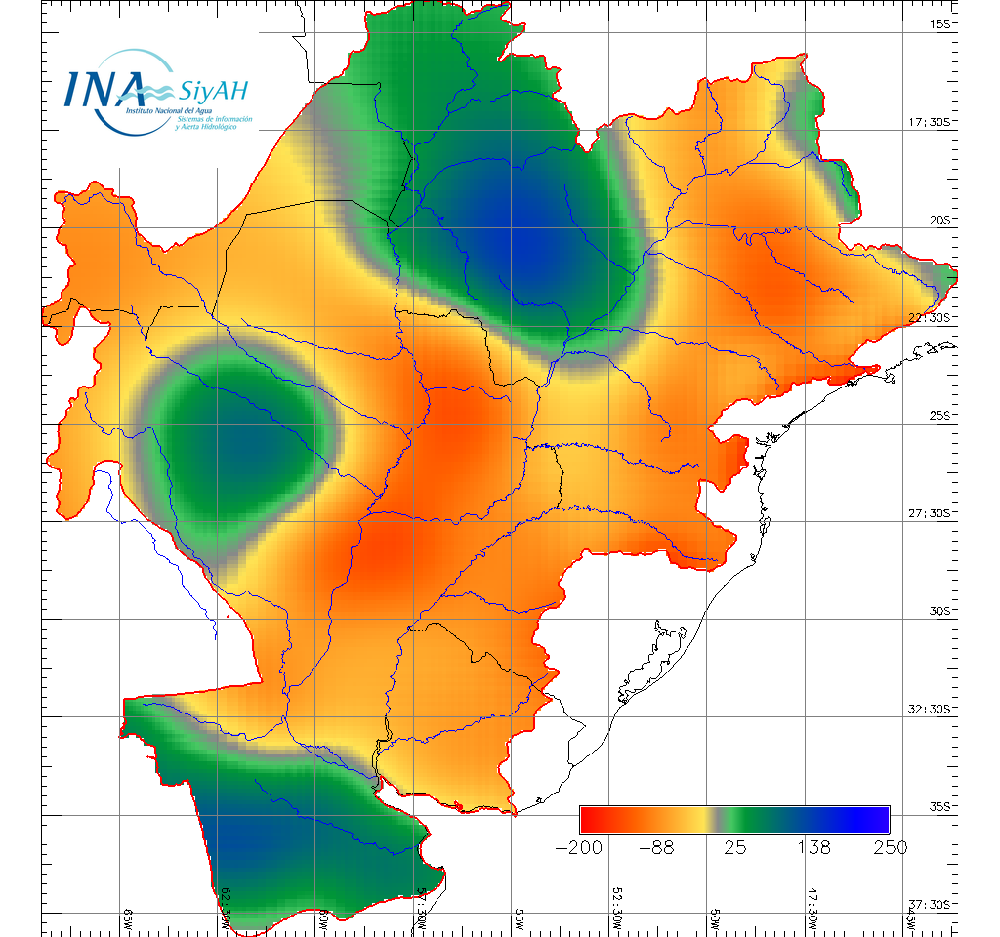 INA SiyAH
Instituto Nacional del Agua
Sistemas de información
y Alerta Hidrológico
15S
17:30S
20S
22:30S
25S
27:30S
30S
32:30S
35S
37:30S
-200 -88 25 138 250
65W 62:30W 60W 57:30W 55W 52:30W 50W 47:30W 45W